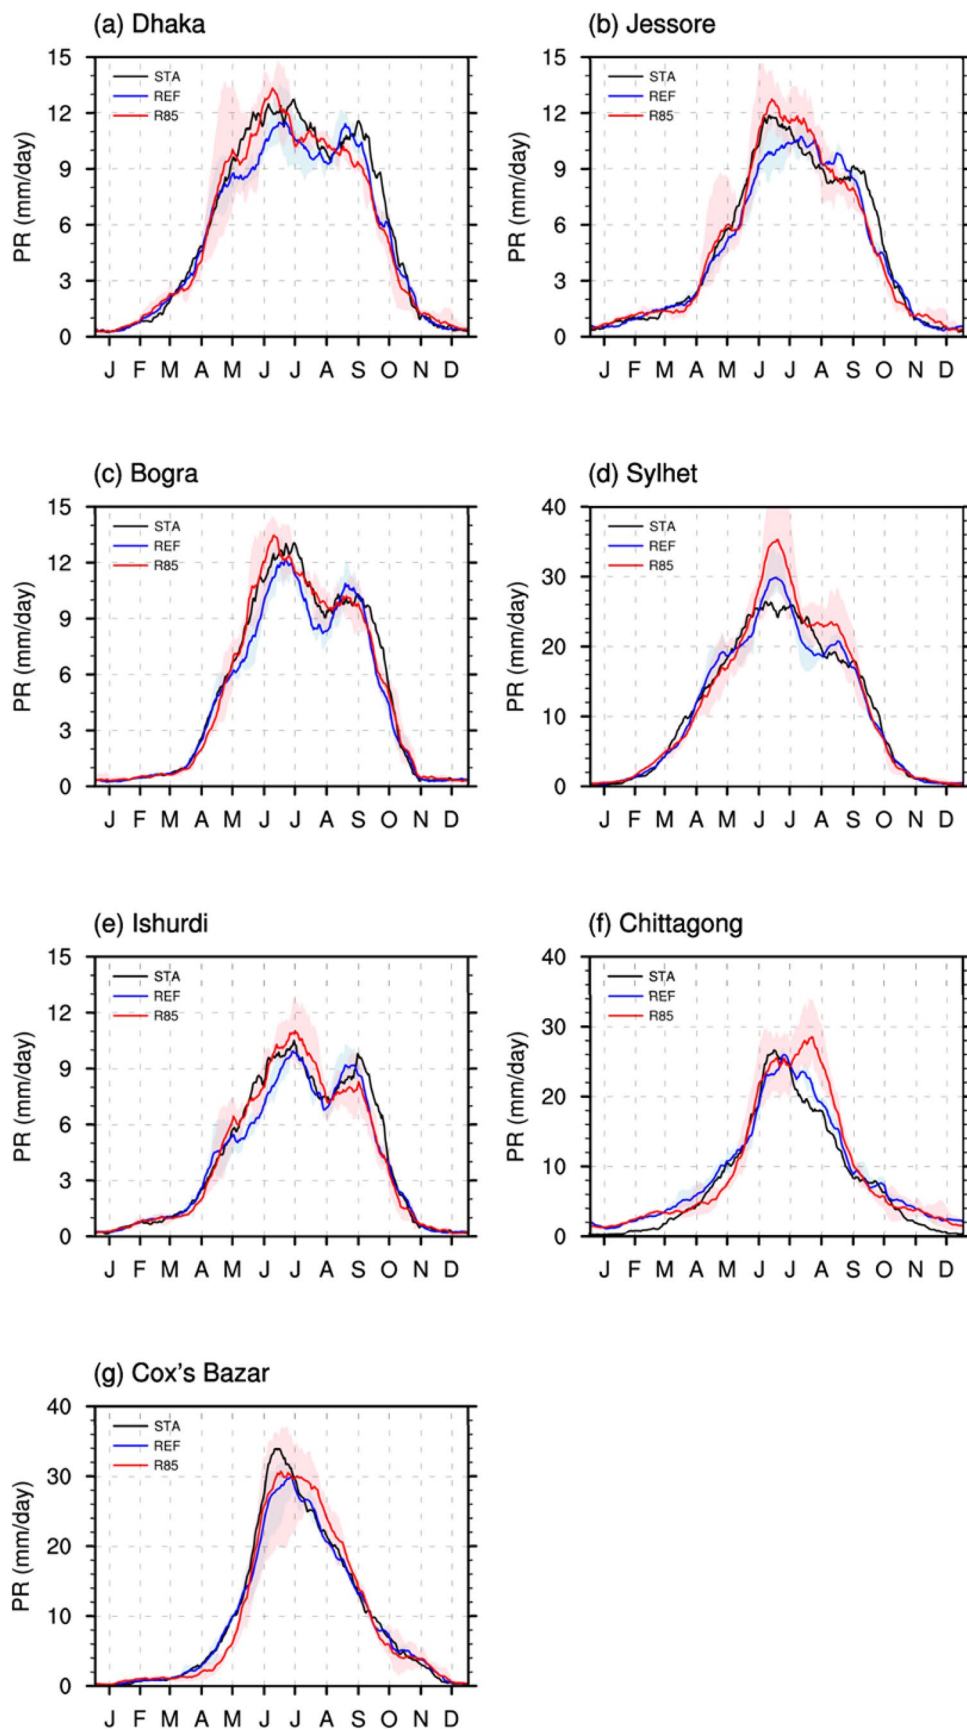 (a) Dhaka
15
12
9
6
3
0
PR (mm/day)
STA
REF
R85
J F M A M J J A S O N D
(b) Jessore
15
12
9
6
3
0
PR (mm/day)
STA
REF
R85
J F M A M J J A S O N D
(c) Bogra
15
12
9
6
3
0
PR (mm/day)
STA
REF
R85
J F M A M J J A S O N D
(d) Sylhet
40
30
20
10
0
PR (mm/day)
STA
REF
R85
J F M A M J J A S O N D
(e) Ishurdi
15
12
9
6
3
0
PR (mm/day)
STA
REF
R85
J F M A M J J A S O N D
(f) Chittagong
40
30
20
10
0
PR (mm/day)
STA
REF
R85
J F M A M J J A S O N D
(g) Cox's Bazar
40
30
20
10
0
PR (mm/day)
STA
REF
R85
J F M A M J J A S O N D